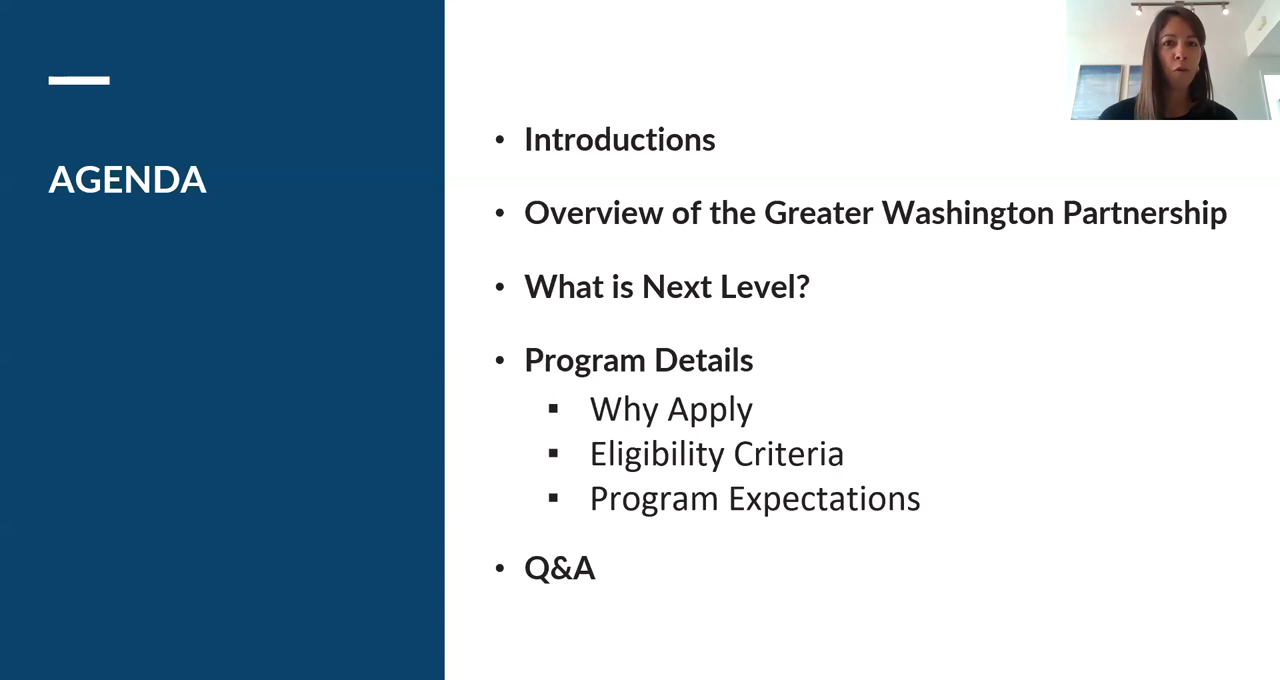 AGENDA
• Introductions
• Overview of the Greater Washington Partnership
• What is Next Level?
• Program Details
▪ Why Apply
▪ Eligibility Criteria
▪ Program Expectations
• Q&A